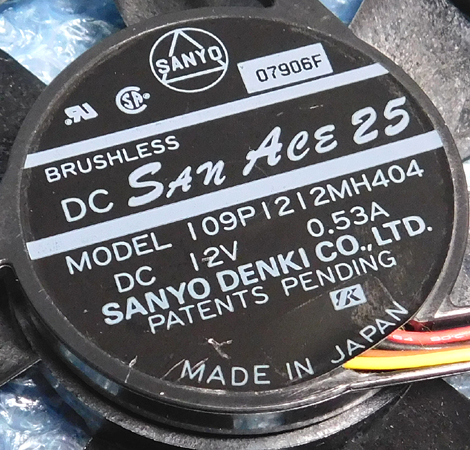 SANYO
07906F
BRUSHLESS
DC SAN ACE 25
MODEL 109P1212MH404
DC 12V 0.53A
SANYO DENKI CO.,LTD.
PATENTS PENDING
MADE IN JAPAN